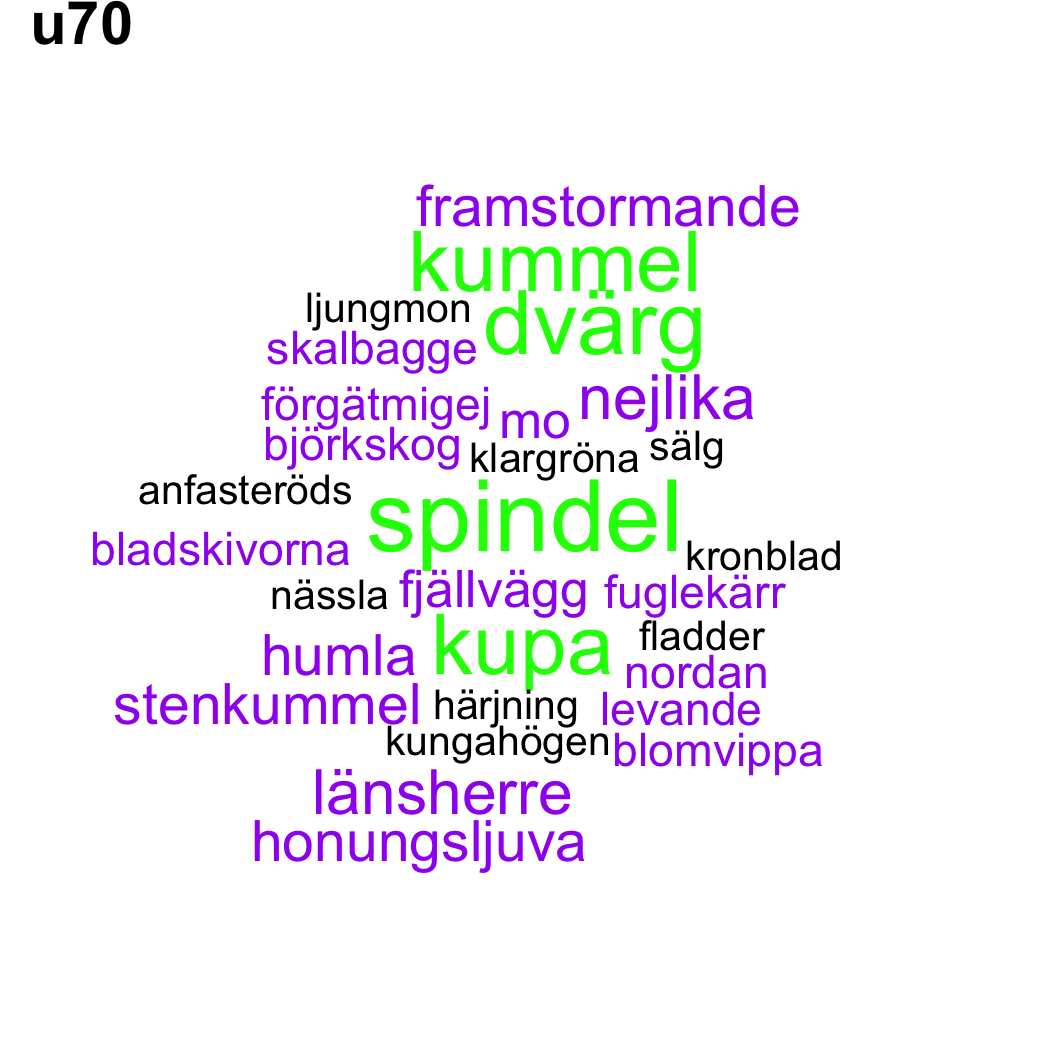 u70
framstormande
kummel
ljungmon dvärg
skalbagge
förgätmigej mo nejlika
björkskog klargröna sälg
anfasteröds spindel
bladskivorna kronblad
nässla fjällvägg fuglekärr
humla kupa fladder
nordan
stenkummel härjning levande
kungahögen blomvippa
länsherre
honungsljuva